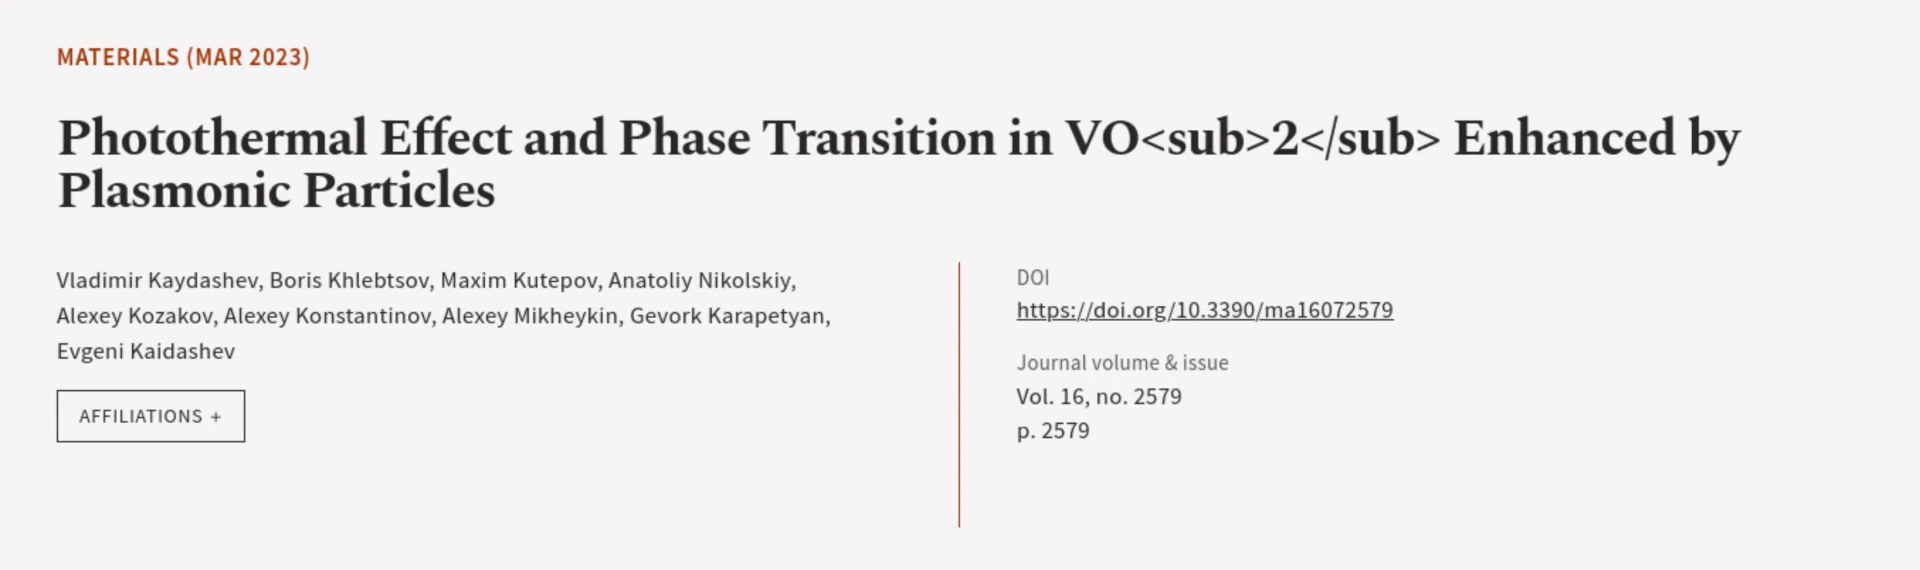 MATERIALS (MAR 2023)
Photothermal Effect and Phase Transition in VO<sub>2</sub> Enhanced by
Plasmonic Particles
Vladimir Kaydashev, Boris Khlebtsov, Maxim Kutepov, Anatoliy Nikolskiy,
Alexey Kozakov, Alexey Konstantinov, Alexey Mikheykin, Gevork Karapetyan,
Evgeni Kaidashev
AFFILIATIONS +
DOI
https://doi.org/10.3390/ma16072579
Journal volume & issue
Vol. 16, no. 2579
p. 2579